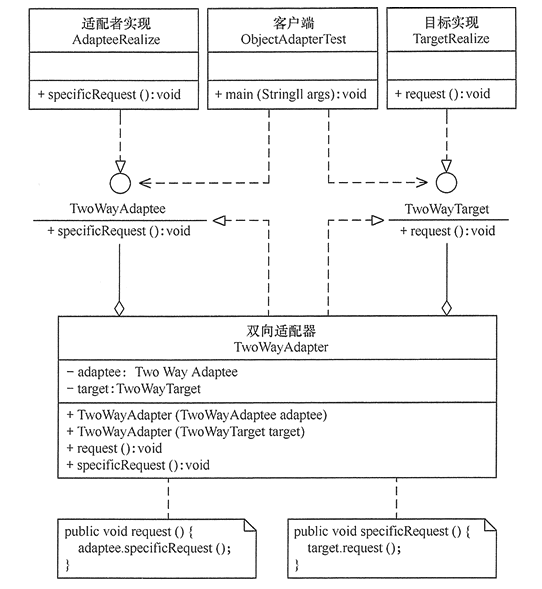 适配者实现
AdapteeRealize
+ specificRequest ():void
客户端
ObjectAdapterTest
+ main (StringII args):void
目标实现
TargetRealize
+ request ():void
TwoWayAdaptee
+ specificRequest ():void
TwoWayTarget
+ request ():void
双向适配器
TwoWayAdapter
- adaptee: Two Way Adaptee
- target:TwoWayTarget
+ TwoWayAdapter (TwoWayAdaptee adaptee)
+ TwoWayAdapter (TwoWayTarget target)
+ request ():void
+ specificRequest ():void
public void request () {
adaptee.specificRequest ();
}
public void specificRequest () {
target.request ();
}